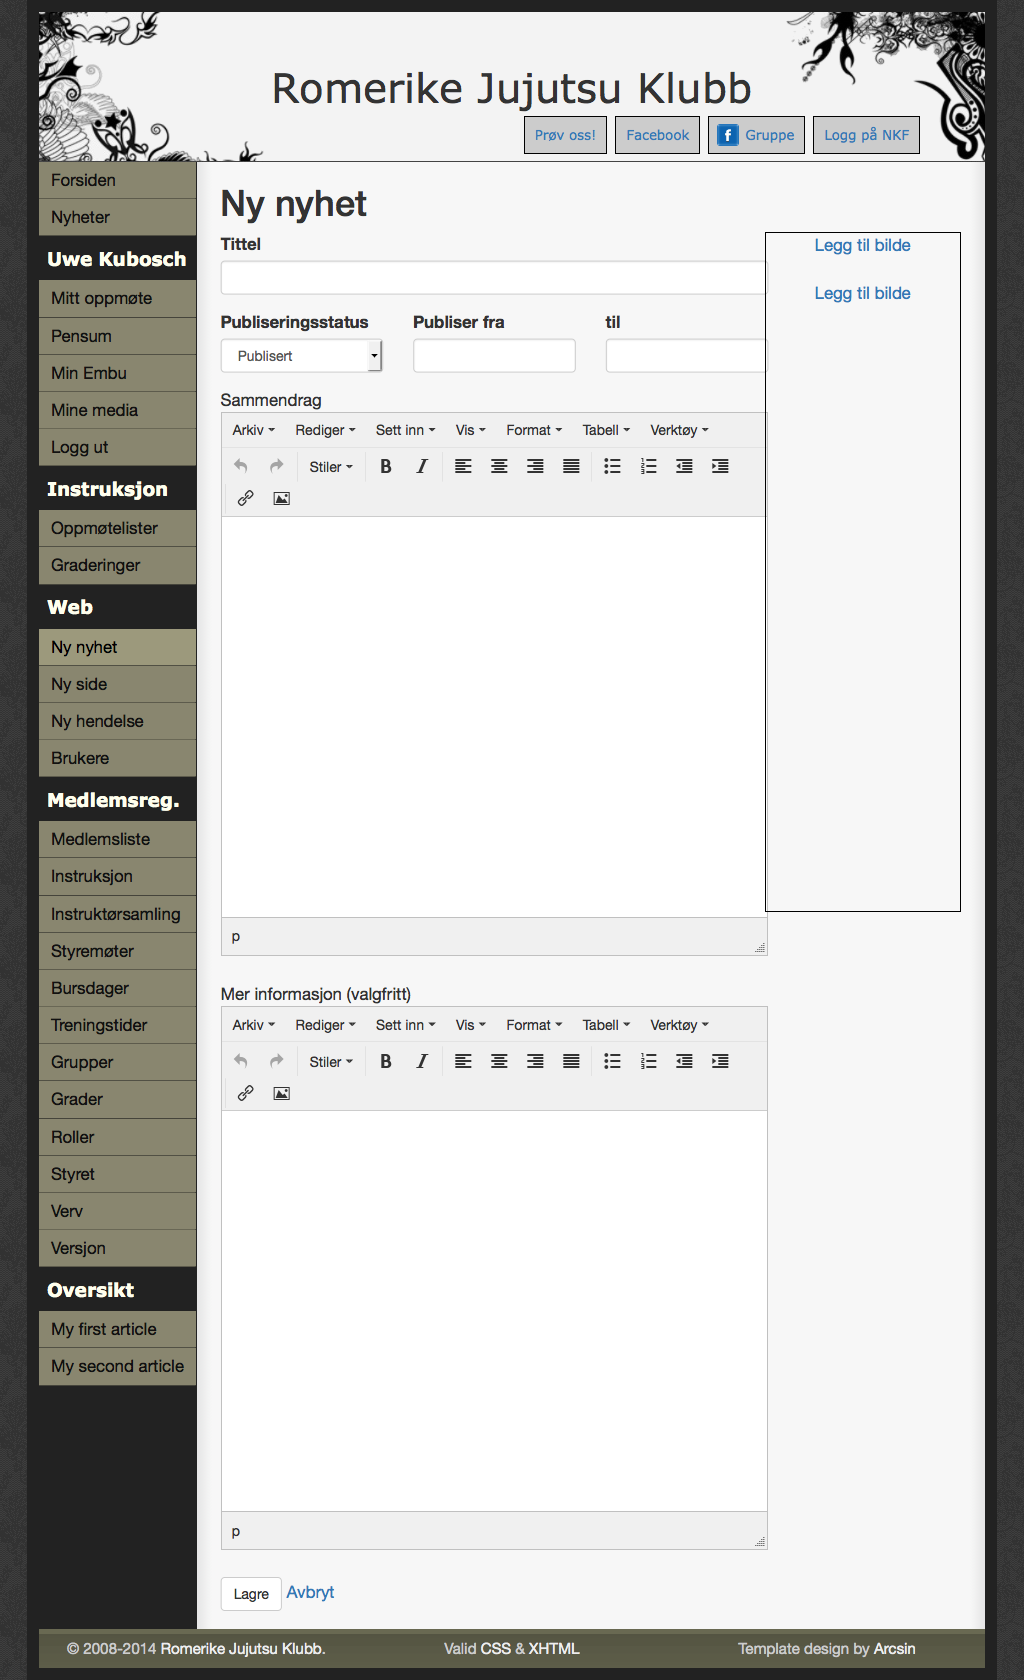 Romerike Jujutsu Klubb
Prøv oss! Facebook f Gruppe Logg på NKF
Forsiden
Nyheter
Uwe Kubosch
Mitt oppmøte
Pensum
Min Embu
Mine media
Logg ut
Instruksjon
Oppmøtelister
Graderinger
Web
Ny nyhet
Ny side
Ny hendelse
Brukere
Medlemsreg.
Medlemsliste
Instruksjon
Instruktørsamling
Styremøter
Bursdager
Treningstider
Grupper
Grader
Roller
Styret
Verv
Versjon
Oversikt
My first article
My second article
Ny nyhet
Tittel
Publiseringsstatus Publiser fra til
Publisert
Sammendrag
Arkiv Rediger Sett inn Vis Format Tabell Verktøy
Stiler B I
p
Mer informasjon (valgfritt)
Arkiv Rediger Sett inn Vis Format Tabell Verktøy
Stiler B I
p
Lagre Avbryt
Legg til bilde
Legg til bilde
© 2008-2014 Romerike Jujutsu Klubb. Valid CSS & XHTML Template design by Arcsin